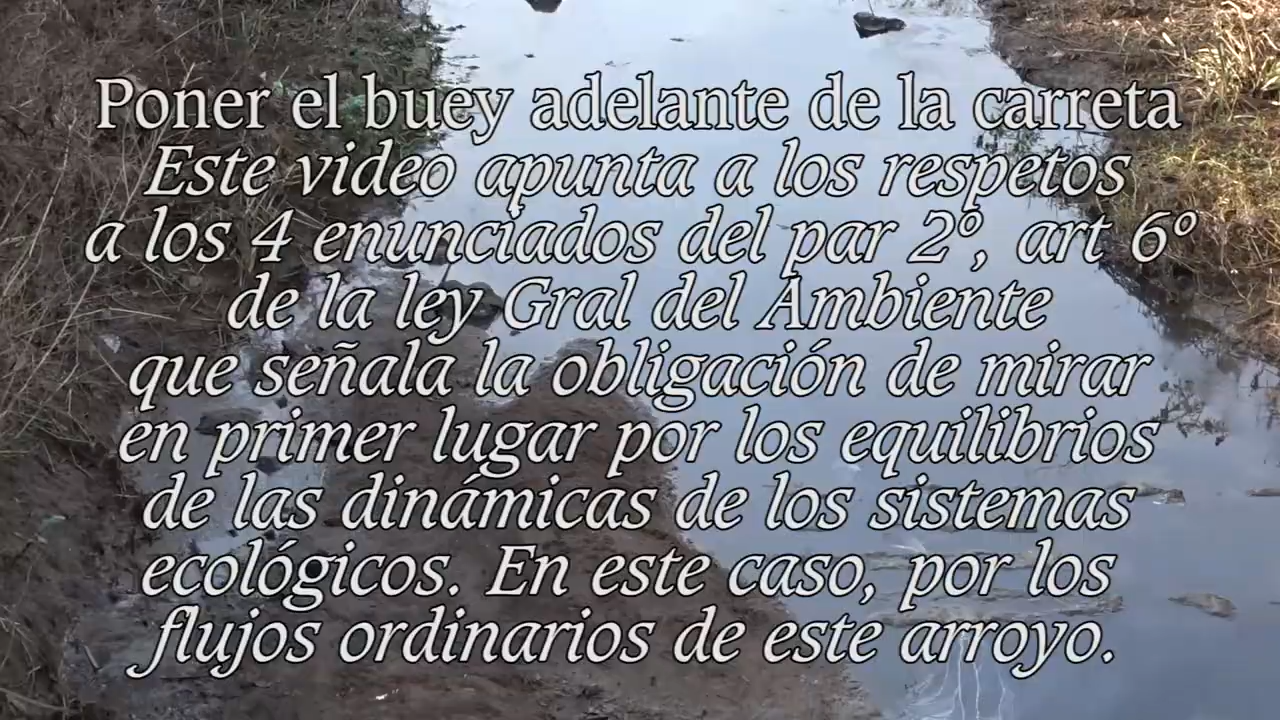 Poner el buey adelante de la carreta
Este video apunta a los respetos
a los 4 enunciados del par 2º, art 6º
de la ley Gral del Ambiente
que señala la obligación de mirar
en primer lugar por los equilibrios
de las dinámicas de los sistemas
ecológicos. En este caso, por los
flujos ordinarios de este arroyo.